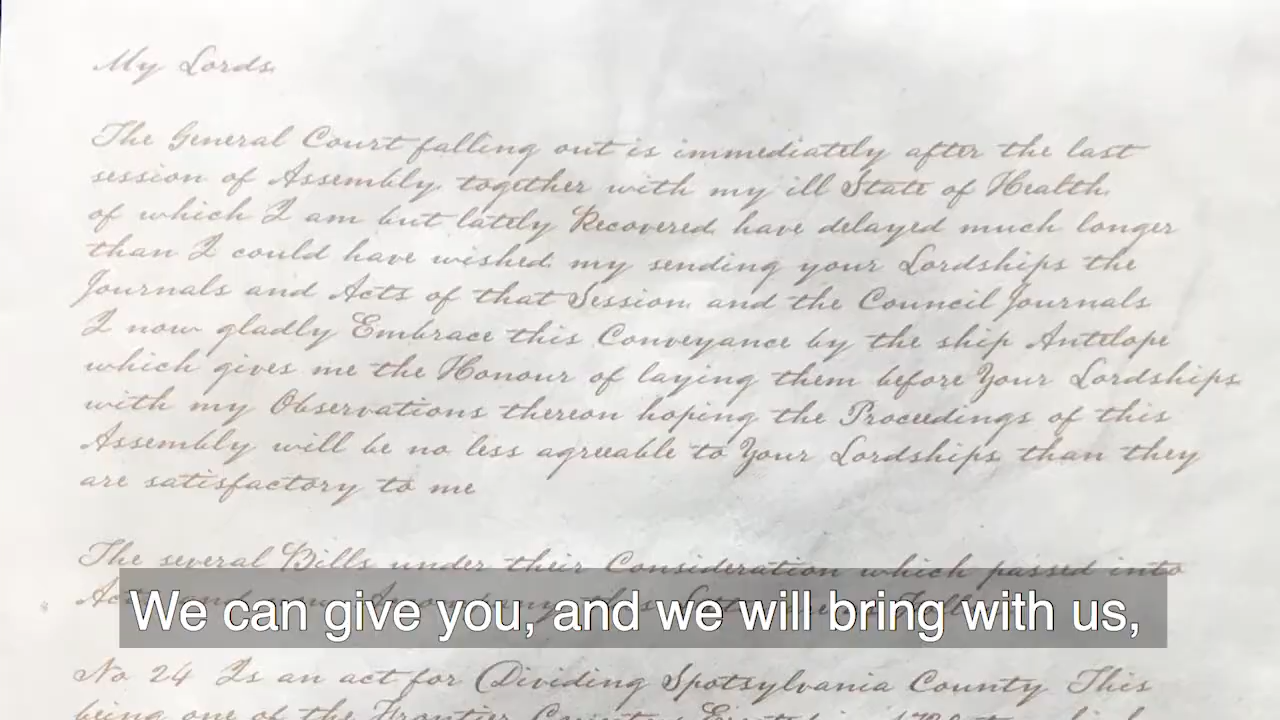 My Lords.
The General Court falling out is immediately after the last
session of Assembly, together with my ill State of Health.
of which I am but lately Recovered, have delayed much longer
than I could have wished, my sending your Lordships the
Journals and Acts of that Session, and the Council Journals
I now gladly Embrace this Conveyance by the ship Antelope
which gives me the Honour of laying them before Your Lordships.
with my Observations thereon hoping the Proceedings of this
Assembly will be no less agreeable to Your Lordships, than they
are satisfactory to me
The several Bills under their Consideration which passed into
We can give you, and we will bring with us,
No 24 Is an act for Dividing Spotsylvania County This
being one of the Frontier